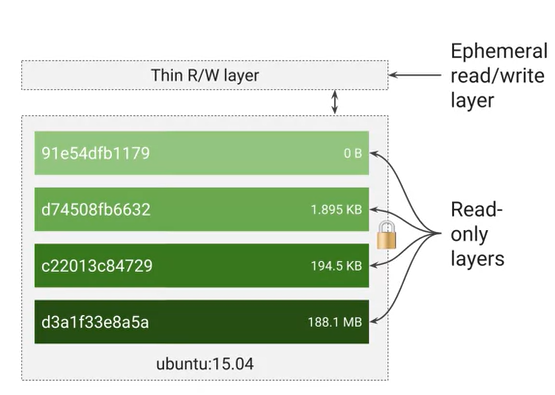 Ephemeral
read/write
layer
Thin R/W layer
91e54dfb1179 0 B
d74508fb6632 1.895 KB
c22013c84729 194.5 KB
d3a1f33e8a5a 188.1 MB
ubuntu:15.04
Read-
only
layers